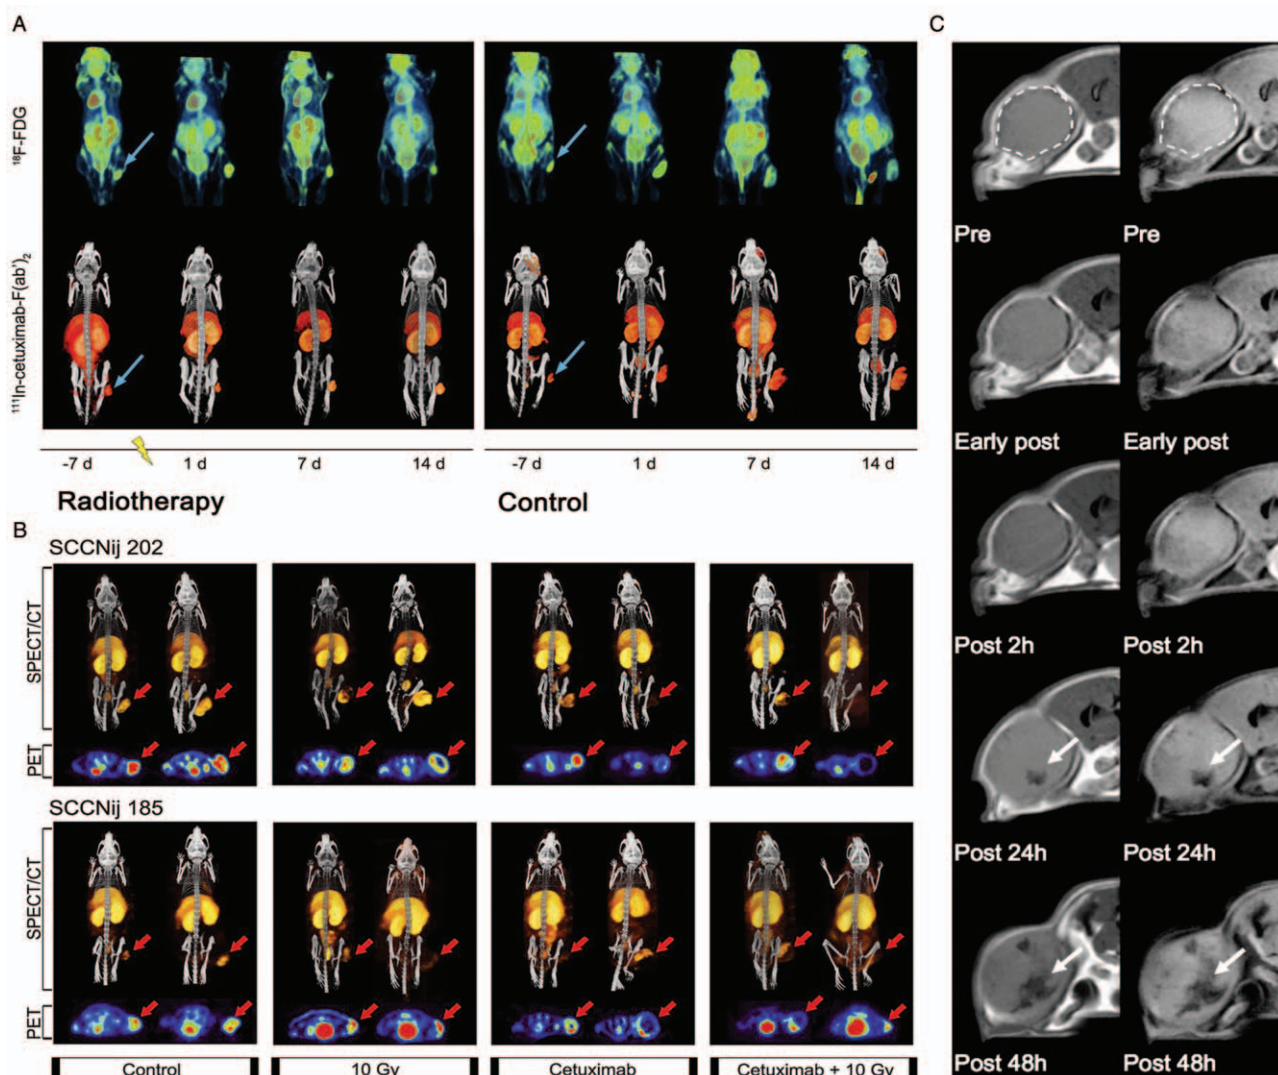 A
C
¹⁸F-FDG
¹¹¹In-cetuximab-F(ab')₂
-7 d
1 d
7 d
14 d
-7 d
1 d
7 d
14 d
Radiotherapy
Control
B
SCCNij 202
SPECT/CT
PET
SCCNij 185
SPECT/CT
PET
Control
10 Gy
Cetuximab
Cetuximab + 10 Gy
Pre
Pre
Early post
Early post
Post 2h
Post 2h
Post 24h
Post 24h
Post 48h
Post 48h